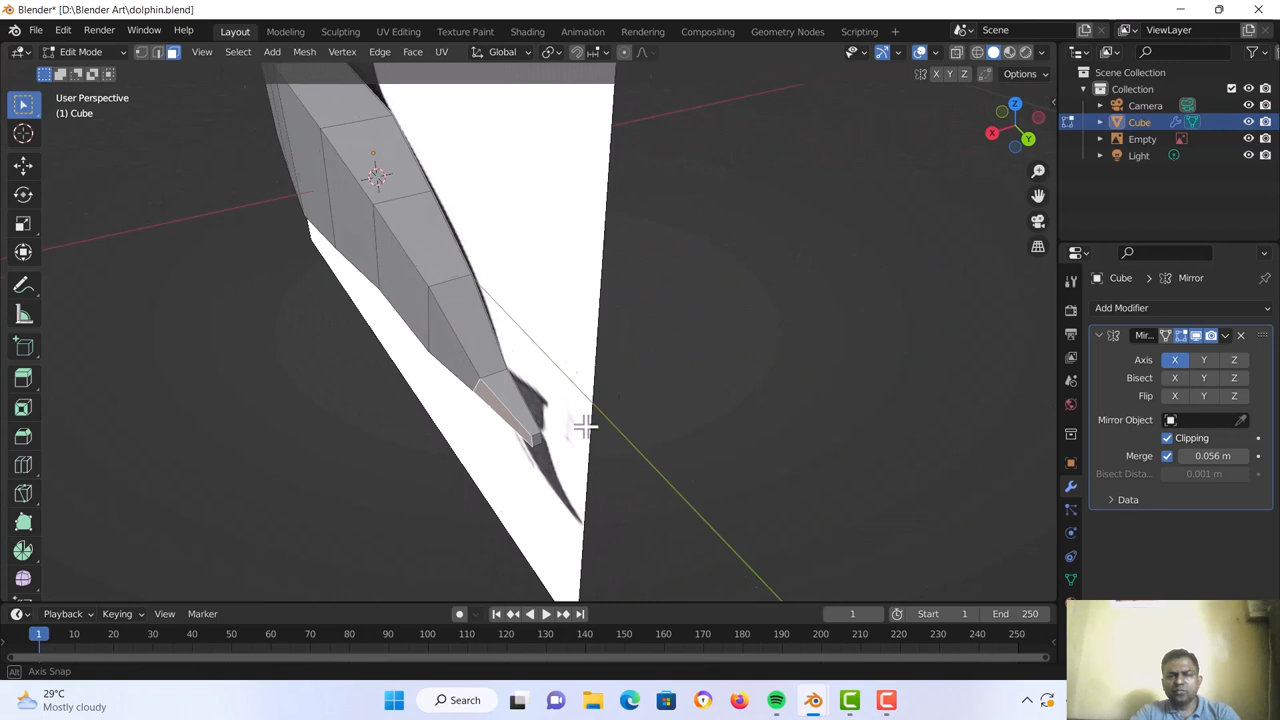 Blender* [D:\Blender Art\dolphin.blend]
File Edit Render Window Help Layout Modeling Sculpting UV Editing Texture Paint Shading Animation Rendering Compositing Geometry Nodes Scripting + Scene ViewLayer
Edit Mode View Select Add Mesh Vertex Edge Face UV Global
X Y Z Options
User Perspective
(1) Cube
Z
X
Y
Scene Collection
Collection
Camera
Cube
Empty
Light
Cube > Mirror
Add Modifier
Mir...
Axis X Y Z
Bisect X Y Z
Flip X Y Z
Mirror Object
Clipping
Merge 0.056 m
Bisect Dista... 0.001 m
Data
Playback Keying View Marker 1 Start 1 End 250
1 10 20 30 40 50 60 70 80 90 100 110 120 130 140 150 160 170 180 190 200 210 220 230 240 250
Alt Axis Snap
29°C
Mostly cloudy
Search